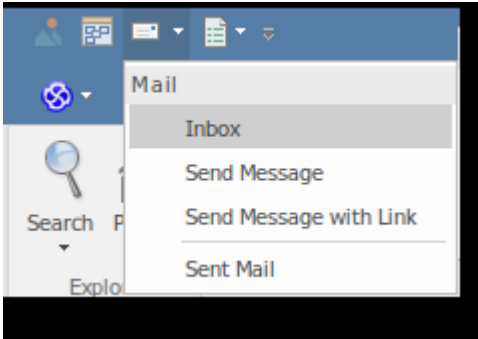 Mail
Inbox
Send Message
Send Message with Link
Sent Mail
Search